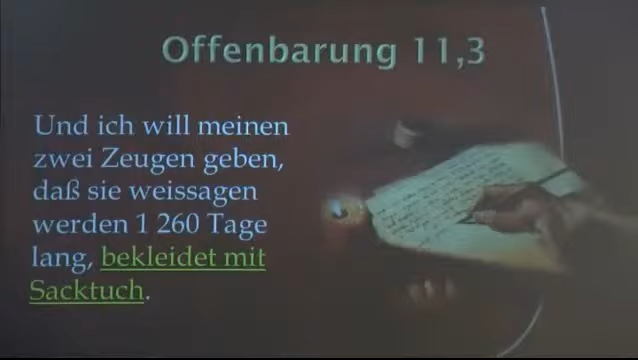 Offenbarung 11,3
Und ich will meinen
zwei Zeugen geben,
daß sie weissagen
werden 1 260 Tage
lang, bekleidet mit
Sacktuch.